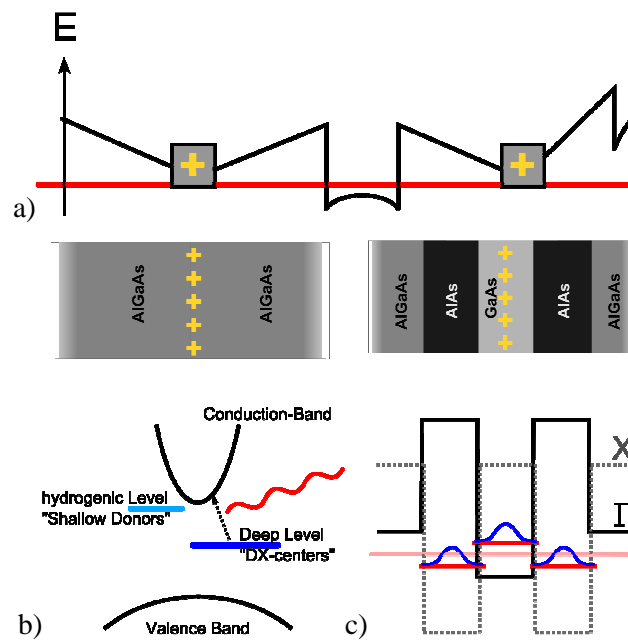 E
+
+
a)
AlGaAs
+
+
+
+
+
AlGaAs
AlGaAs
AlAs
GaAs
+
+
+
+
+
AlAs
AlGaAs
Conduction-Band
hydrogenic Level
"Shallow Donors"
Deep Level
"DX-centers"
Valence Band
b)
X
Γ
c)